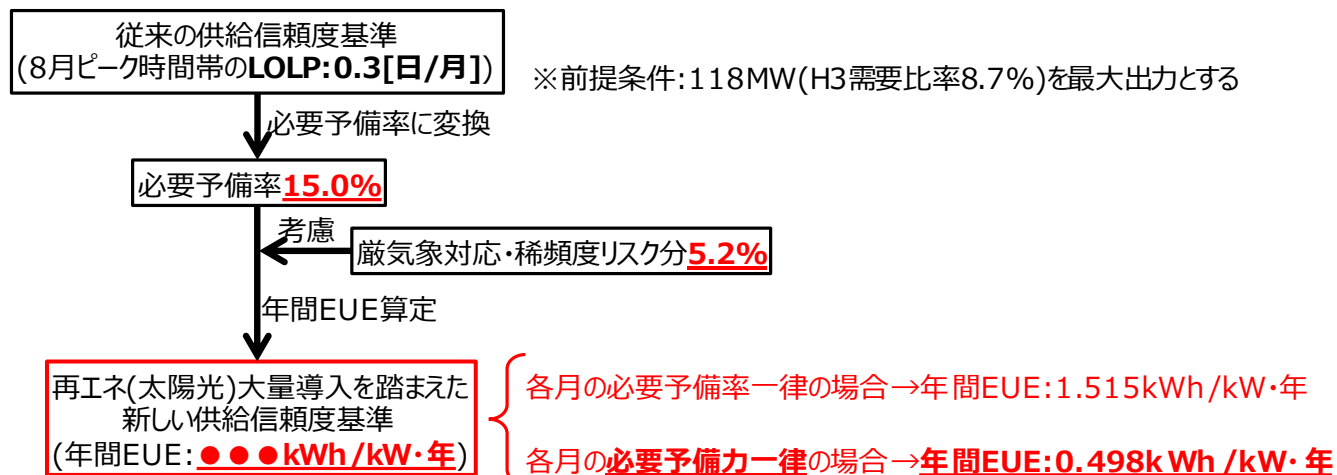 従来の供給信頼度基準
(8月ピーク時間帯のLOLP:0.3[日/月])
※前提条件:118MW(H3需要比率8.7%)を最大出力とする
必要予備率に変換
必要予備率15.0%
考慮
厳気象対応・稀頻度リスク分5.2%
年間EUE算定
再エネ(太陽光)大量導入を踏まえた
新しい供給信頼度基準
(年間EUE:●●●kWh/kW・年)
各月の必要予備率一律の場合→年間EUE:1.515kWh/kW・年
各月の必要予備力一律の場合→年間EUE:0.498kWh/kW・年